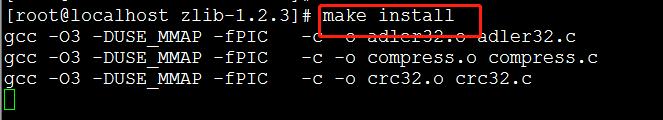 [root@localhost zlib-1.2.3]# make install
gcc -O3 -DUSE_MMAP -fPIC   -c -o adler32.o adler32.c
gcc -O3 -DUSE_MMAP -fPIC   -c -o compress.o compress.c
gcc -O3 -DUSE_MMAP -fPIC   -c -o crc32.o crc32.c